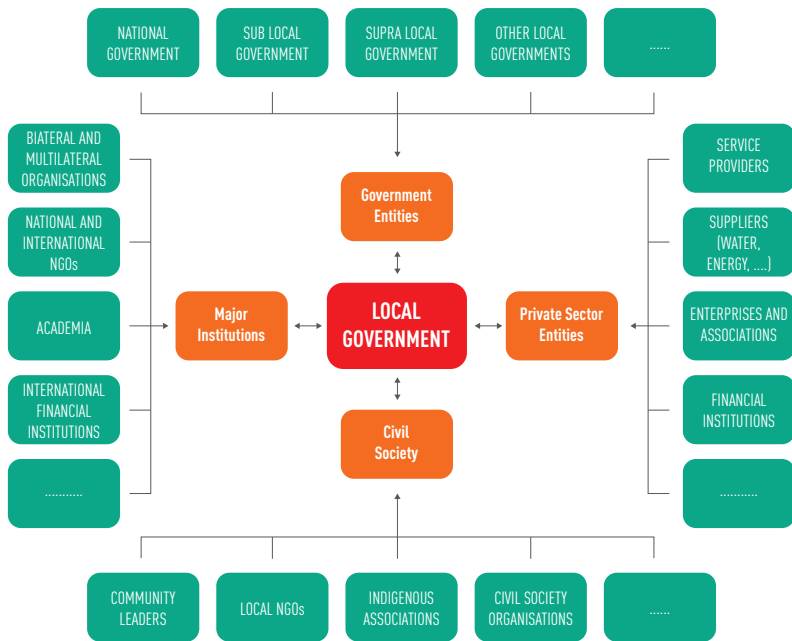 NATIONAL
GOVERNMENT
SUB LOCAL
GOVERNMENT
SUPRA LOCAL
GOVERNMENT
OTHER LOCAL
GOVERNMENTS
......
BIATERAL AND
MULTILATERAL
ORGANISATIONS
NATIONAL AND
INTERNATIONAL
NGOs
ACADEMIA
INTERNATIONAL
FINANCIAL
INSTITUTIONS
...........
Government
Entities
Major
Institutions
LOCAL
GOVERNMENT
Private Sector
Entities
Civil
Society
SERVICE
PROVIDERS
SUPPLIERS
(WATER,
ENERGY, ....)
ENTERPRISES AND
ASSOCIATIONS
FINANCIAL
INSTITUTIONS
...........
COMMUNITY
LEADERS
LOCAL NGOs
INDIGENOUS
ASSOCIATIONS
CIVIL SOCIETY
ORGANISATIONS
......